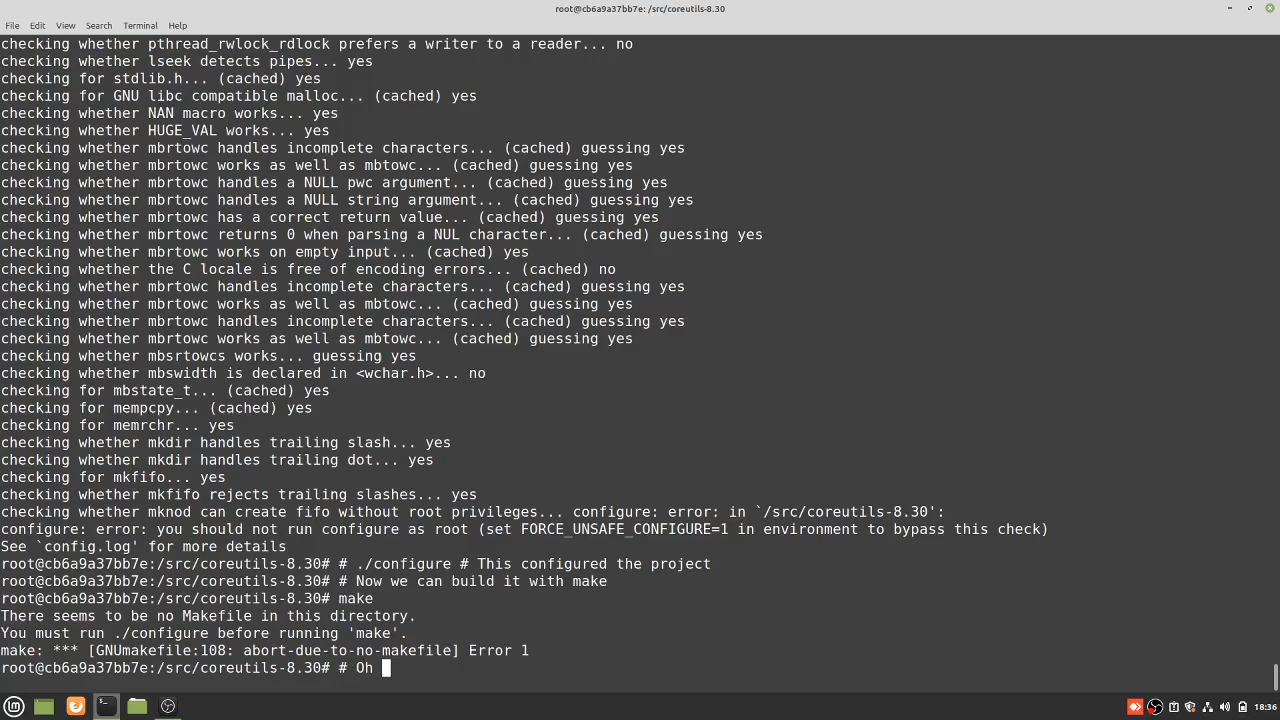 root@cb6a9a37bb7e: /src/coreutils-8.30
File Edit View Search Terminal Help
checking whether pthread_rwlock_rdlock prefers a writer to a reader... no
checking whether lseek detects pipes... yes
checking for stdlib.h... (cached) yes
checking for GNU libc compatible malloc... (cached) yes
checking whether NAN macro works... yes
checking whether HUGE_VAL works... yes
checking whether mbrtowc handles incomplete characters... (cached) guessing yes
checking whether mbrtowc works as well as mbtowc... (cached) guessing yes
checking whether mbrtowc handles a NULL pwc argument... (cached) guessing yes
checking whether mbrtowc handles a NULL string argument... (cached) guessing yes
checking whether mbrtowc has a correct return value... (cached) guessing yes
checking whether mbrtowc returns 0 when parsing a NUL character... (cached) guessing yes
checking whether mbrtowc works on empty input... (cached) yes
checking whether the C locale is free of encoding errors... (cached) no
checking whether mbrtowc handles incomplete characters... (cached) guessing yes
checking whether mbrtowc works as well as mbtowc... (cached) guessing yes
checking whether mbrtowc handles incomplete characters... (cached) guessing yes
checking whether mbrtowc works as well as mbtowc... (cached) guessing yes
checking whether mbsrtowcs works... guessing yes
checking whether mbswidth is declared in <wchar.h>... no
checking for mbstate_t... (cached) yes
checking for mempcpy... (cached) yes
checking for memrchr... yes
checking whether mkdir handles trailing slash... yes
checking whether mkdir handles trailing dot... yes
checking for mkfifo... yes
checking whether mkfifo rejects trailing slashes... yes
checking whether mknod can create fifo without root privileges... configure: error: in `/src/coreutils-8.30':
configure: error: you should not run configure as root (set FORCE_UNSAFE_CONFIGURE=1 in environment to bypass this check)
See `config.log' for more details
root@cb6a9a37bb7e:/src/coreutils-8.30# # ./configure # This configured the project
root@cb6a9a37bb7e:/src/coreutils-8.30# # Now we can build it with make
root@cb6a9a37bb7e:/src/coreutils-8.30# make
There seems to be no Makefile in this directory.
You must run ./configure before running 'make'.
make: *** [GNUmakefile:108: abort-due-to-no-makefile] Error 1
root@cb6a9a37bb7e:/src/coreutils-8.30# # Oh
18:36